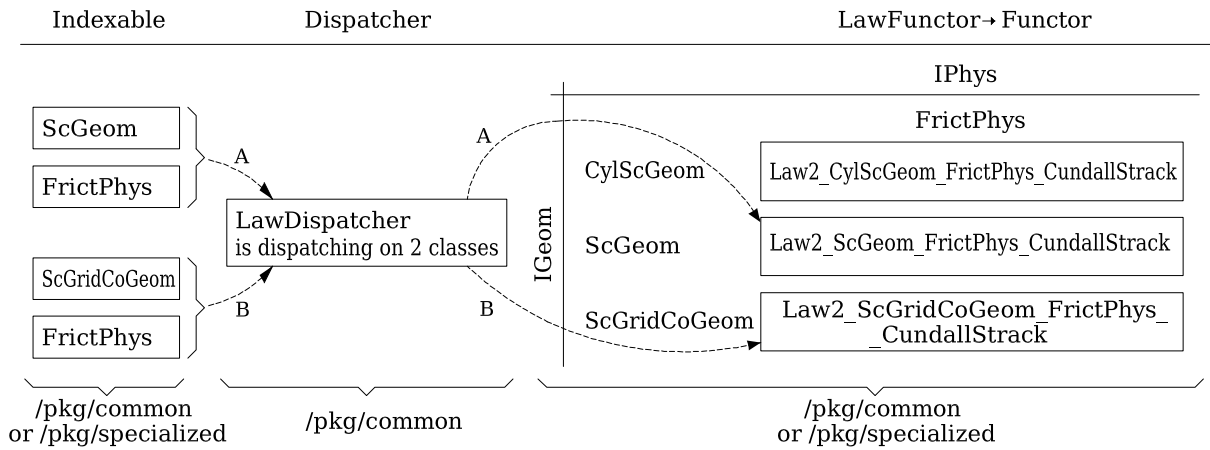 Indexable
Dispatcher
LawFunctor→ Functor
IPhys
FrictPhys
ScGeom
FrictPhys
A
A
CylScGeom
Law2_CylScGeom_FrictPhys_CundallStrack
LawDispatcher
is dispatching on 2 classes
IGeom
ScGeom
Law2_ScGeom_FrictPhys_CundallStrack
ScGridCoGeom
FrictPhys
B
B
ScGridCoGeom
Law2_ScGridCoGeom_FrictPhys_
_CundallStrack
/pkg/common
or /pkg/specialized
/pkg/common
/pkg/common
or /pkg/specialized